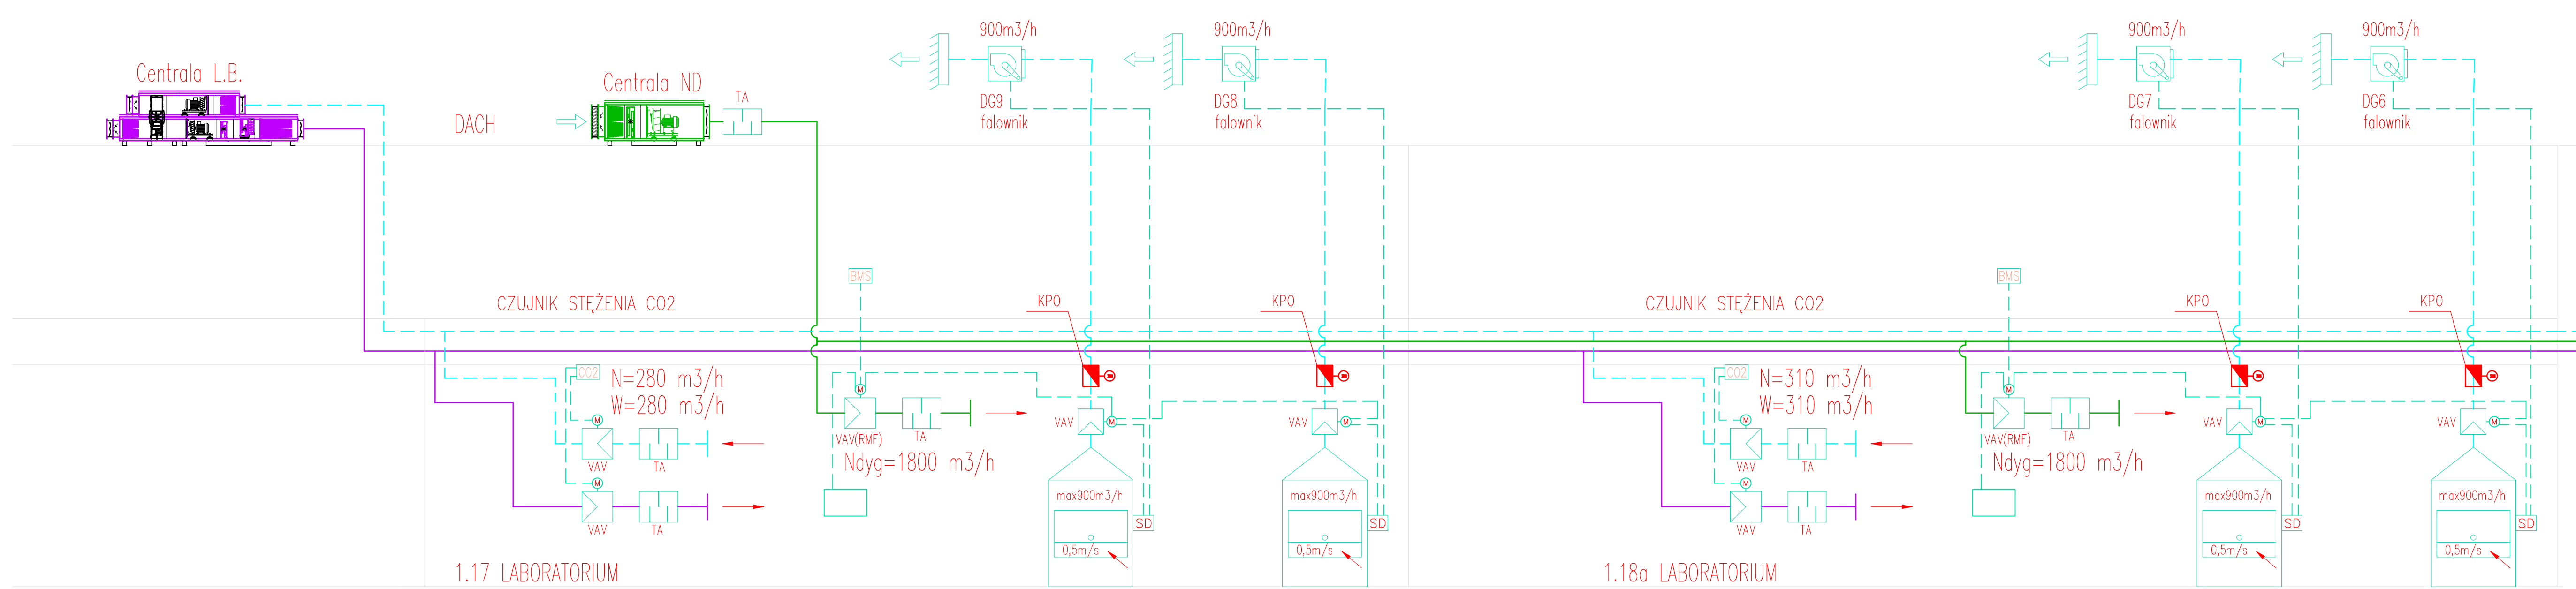 900m3/h
900m3/h
900m3/h
900m3/h
Centrala L.B.
Centrala ND
TA
DACH
DG9
falownik
DG8
falownik
DG7
falownik
DG6
falownik
BMS
BMS
CZUJNIK STĘŻENIA CO2
KPO
KPO
CZUJNIK STĘŻENIA CO2
KPO
KPO
CO2
N=280 m3/h
W=280 m3/h
M
VAV
TA
M
VAV
TA
M
VAV(RMF)
TA
Ndyg=1800 m3/h
VAV
M
max900m3/h
SD
0,5m/s
VAV
M
max900m3/h
SD
0,5m/s
1.17 LABORATORIUM
CO2
N=310 m3/h
W=310 m3/h
M
VAV
TA
M
VAV
TA
M
VAV(RMF)
TA
Ndyg=1800 m3/h
VAV
M
max900m3/h
SD
0,5m/s
VAV
M
max900m3/h
SD
0,5m/s
1.18a LABORATORIUM